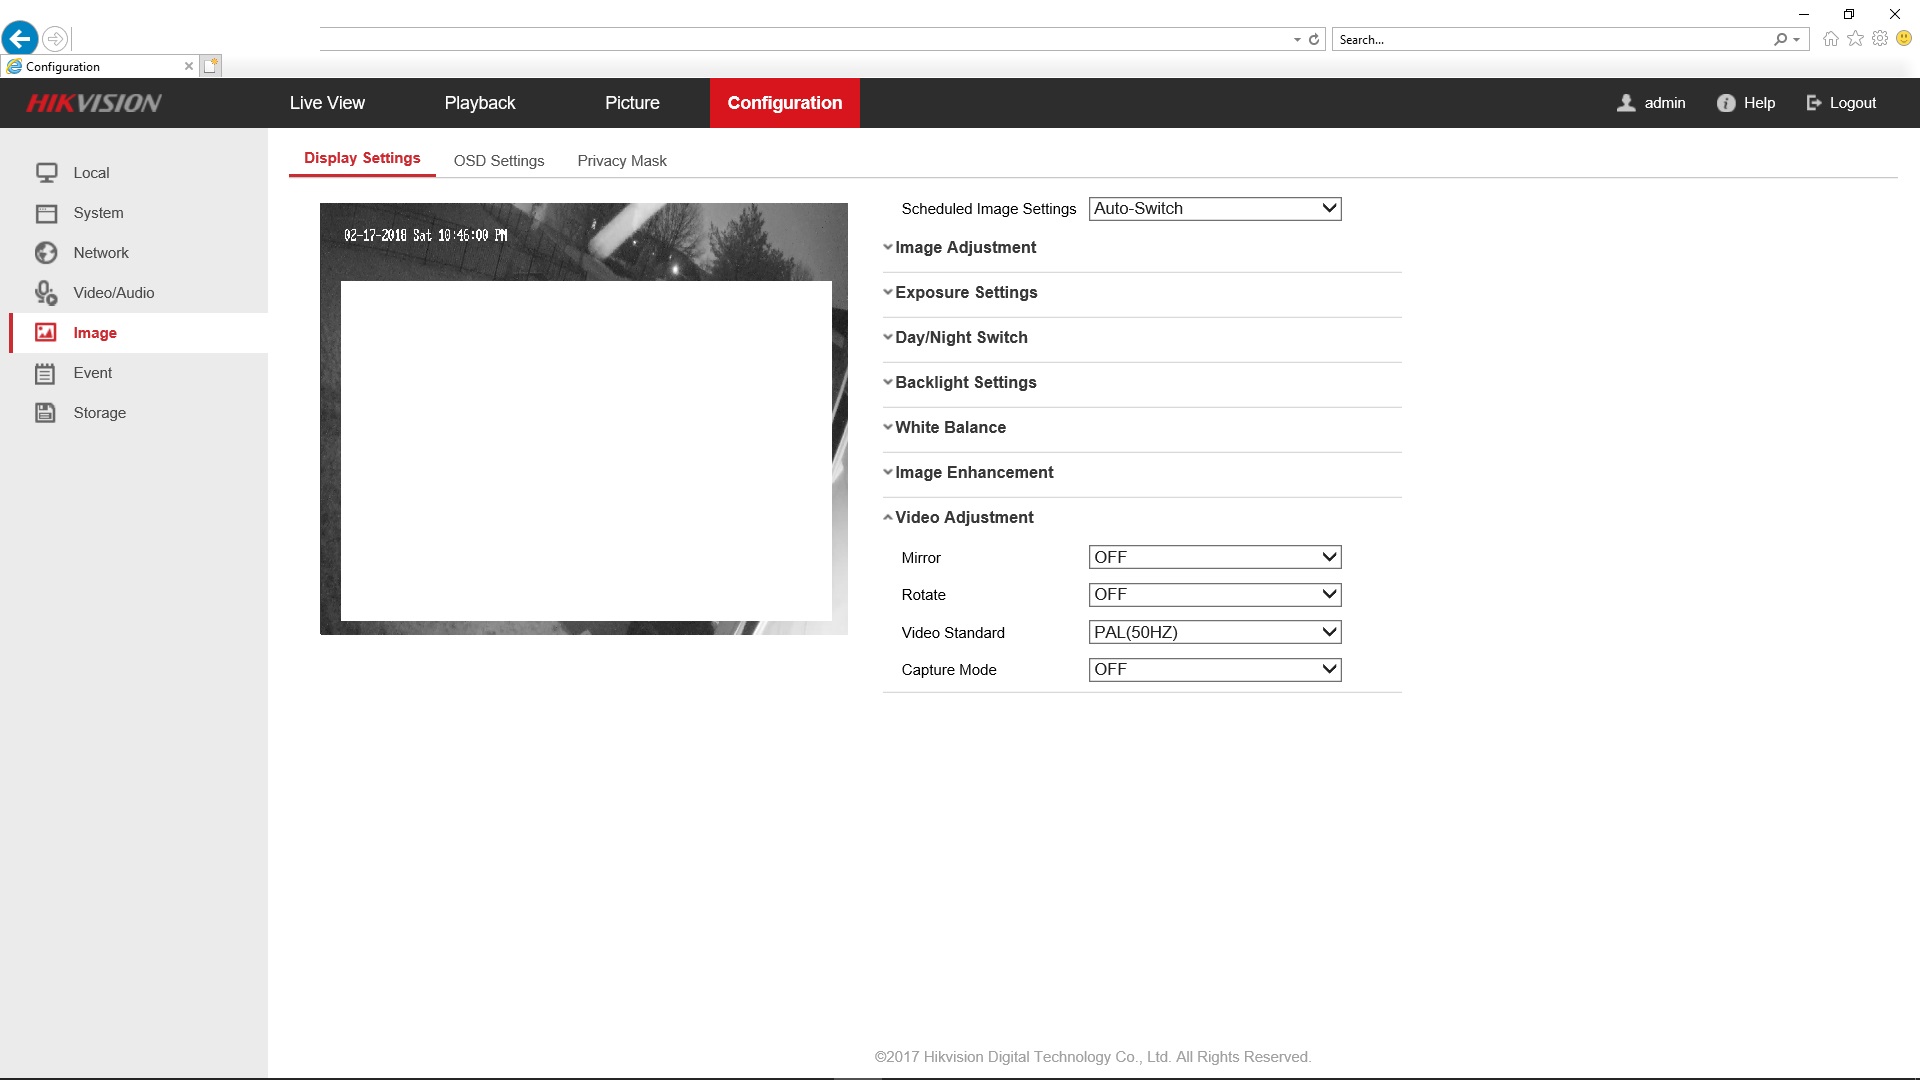 Search...
Configuration
HIKVISION
Live View
Playback
Picture
Configuration
admin
Help
Logout
Local
System
Network
Video/Audio
Image
Event
Storage
Display Settings
OSD Settings
Privacy Mask
02-17-2018 Sat 10:46:00 PM
Scheduled Image Settings
Auto-Switch
Image Adjustment
Exposure Settings
Day/Night Switch
Backlight Settings
White Balance
Image Enhancement
Video Adjustment
Mirror
OFF
Rotate
OFF
Video Standard
PAL(50HZ)
Capture Mode
OFF
©2017 Hikvision Digital Technology Co., Ltd. All Rights Reserved.